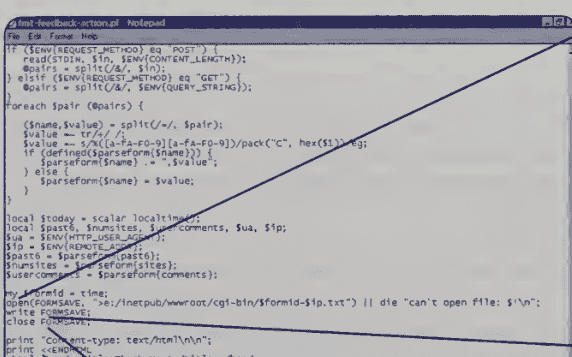 fmt-feedback-action.pl Notepad
File Edit Format Help
if ($ENV{REQUEST_METHOD} eq "POST") {
read(STDIN, $in, $ENV{CONTENT_LENGTH});
@pairs = split(/&/, $in);
} elsif ($ENV{REQUEST_METHOD} eq "GET") {
@pairs = split(/&/, $ENV{QUERY_STRING});
}
foreach $pair (@pairs) {
($name,$value) = split(/=/, $pair);
$value =~ tr/+/ /;
$value =~ s/%([a-fA-F0-9][a-fA-F0-9])/pack("C", hex($1))/eg;
if (defined($parseform{$name})) {
$parseform{$name} .= ",$value";
} else {
$parseform{$name} = $value;
}
}
local $today = scalar localtime();
local $past6, $numsites, $usercomments, $ua, $ip;
$ua = $ENV{HTTP_USER_AGENT};
$ip = $ENV{REMOTE_ADDR};
$past6 = $parseform{past6};
$numsites = $parseform{sites};
$usercomments = $parseform{comments};
My $formid = time;
open(FORMSAVE, ">e:/inetpub/wwwroot/cgi-bin/$formid-$ip.txt") || die "can't open file: $!\n";
write FORMSAVE;
close FORMSAVE;
print "Content-type: text/html\n\n";
print <<ENDHTML